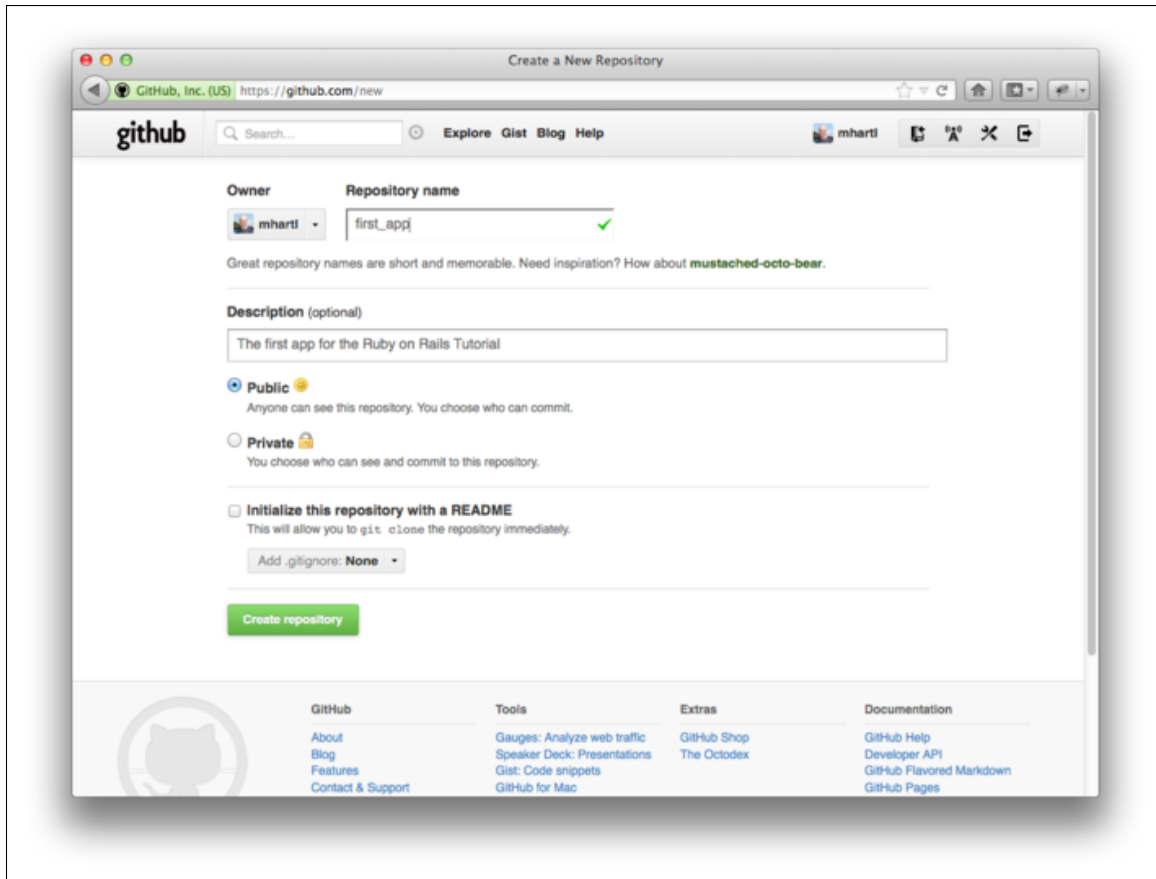 Create a New Repository
GitHub, Inc. (US) https://github.com/new
github Search... Explore Gist Blog Help mhartl
Owner Repository name
mhartl first_app
Great repository names are short and memorable. Need inspiration? How about mustached-octo-bear.
Description (optional)
The first app for the Ruby on Rails Tutorial
Public
Anyone can see this repository. You choose who can commit.
Private
You choose who can see and commit to this repository.
Initialize this repository with a README
This will allow you to git clone the repository immediately.
Add .gitignore: None
Create repository
GitHub Tools Extras Documentation
About Gauges: Analyze web traffic GitHub Shop GitHub Help
Blog Speaker Deck: Presentations The Octodex Developer API
Features Gist: Code snippets GitHub Flavored Markdown
Contact & Support GitHub for Mac GitHub Pages